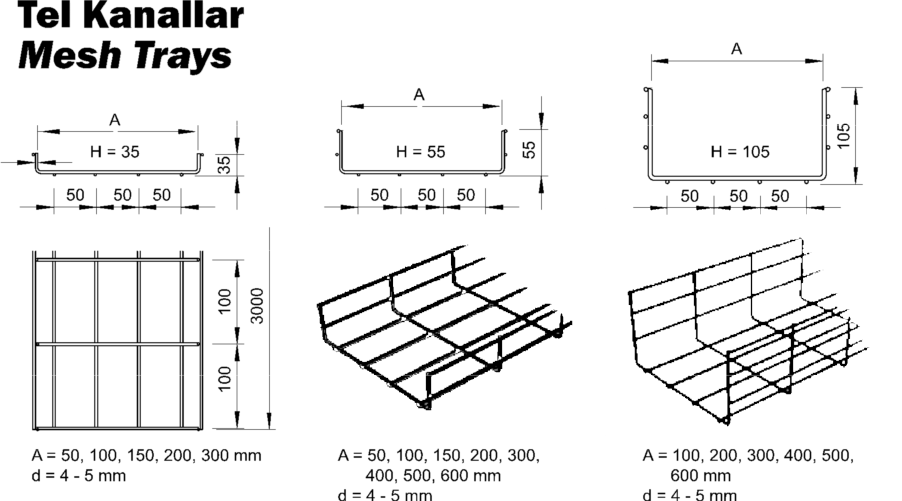 Tel Kanallar
Mesh Trays
A
H = 35
35
50 50 50
A
H = 55
55
50 50 50
A
H = 105
105
50 50 50
100
100
3000
A = 50, 100, 150, 200, 300 mm
d = 4 - 5 mm
A = 50, 100, 150, 200, 300,
400, 500, 600 mm
d = 4 - 5 mm
A = 100, 200, 300, 400, 500,
600 mm
d = 4 - 5 mm